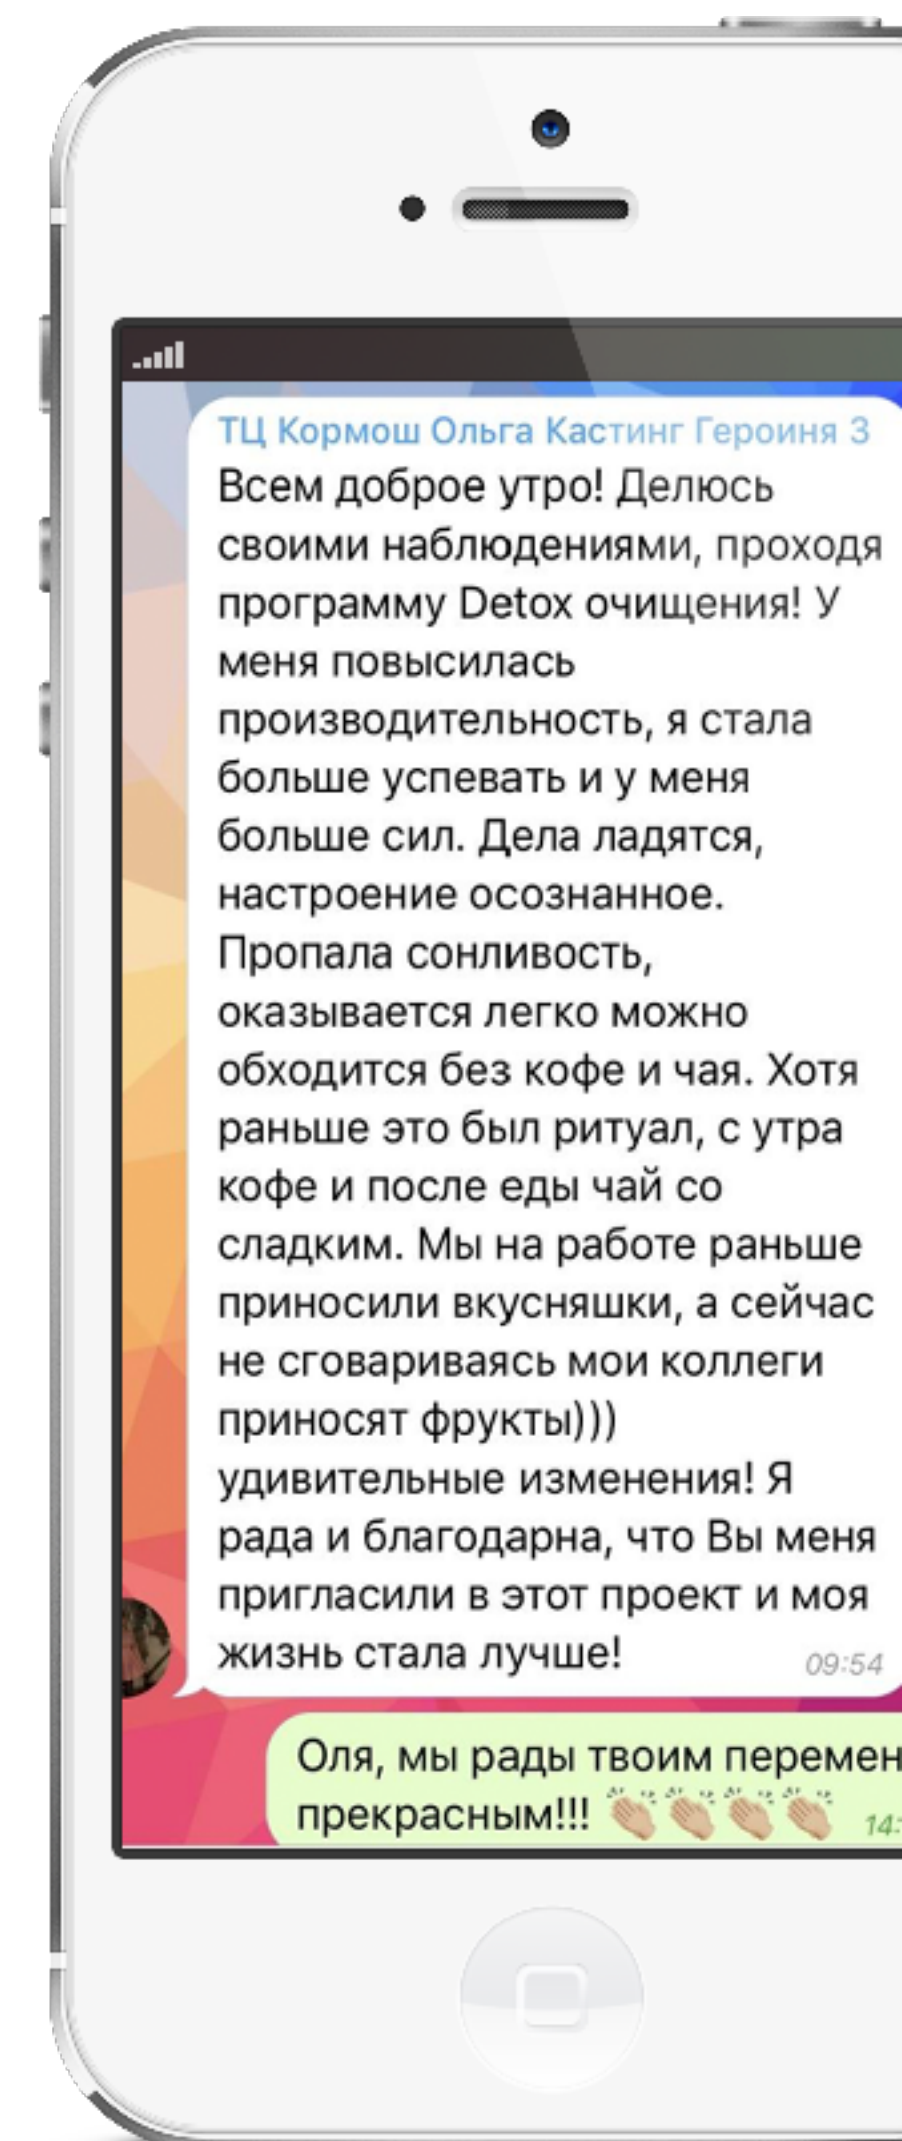 ТЦ Кормош Ольга Кастинг Героиня 3
Всем доброе утро! Делюсь
своими наблюдениями, проходя
программу Detox очищения! У
меня повысилась
производительность, я стала
больше успевать и у меня
больше сил. Дела ладятся,
настроение осознанное.
Пропала сонливость,
оказывается легко можно
обходится без кофе и чая. Хотя
раньше это был ритуал, с утра
кофе и после еды чай со
сладким. Мы на работе раньше
приносили вкусняшки, а сейчас
не сговариваясь мои коллеги
приносят фрукты)))
удивительные изменения! Я
рада и благодарна, что Вы меня
пригласили в этот проект и моя
жизнь стала лучше!
09:54
Оля, мы рады твоим перемен
прекрасным!!! 👏🏼👏🏼👏🏼👏🏼
14: